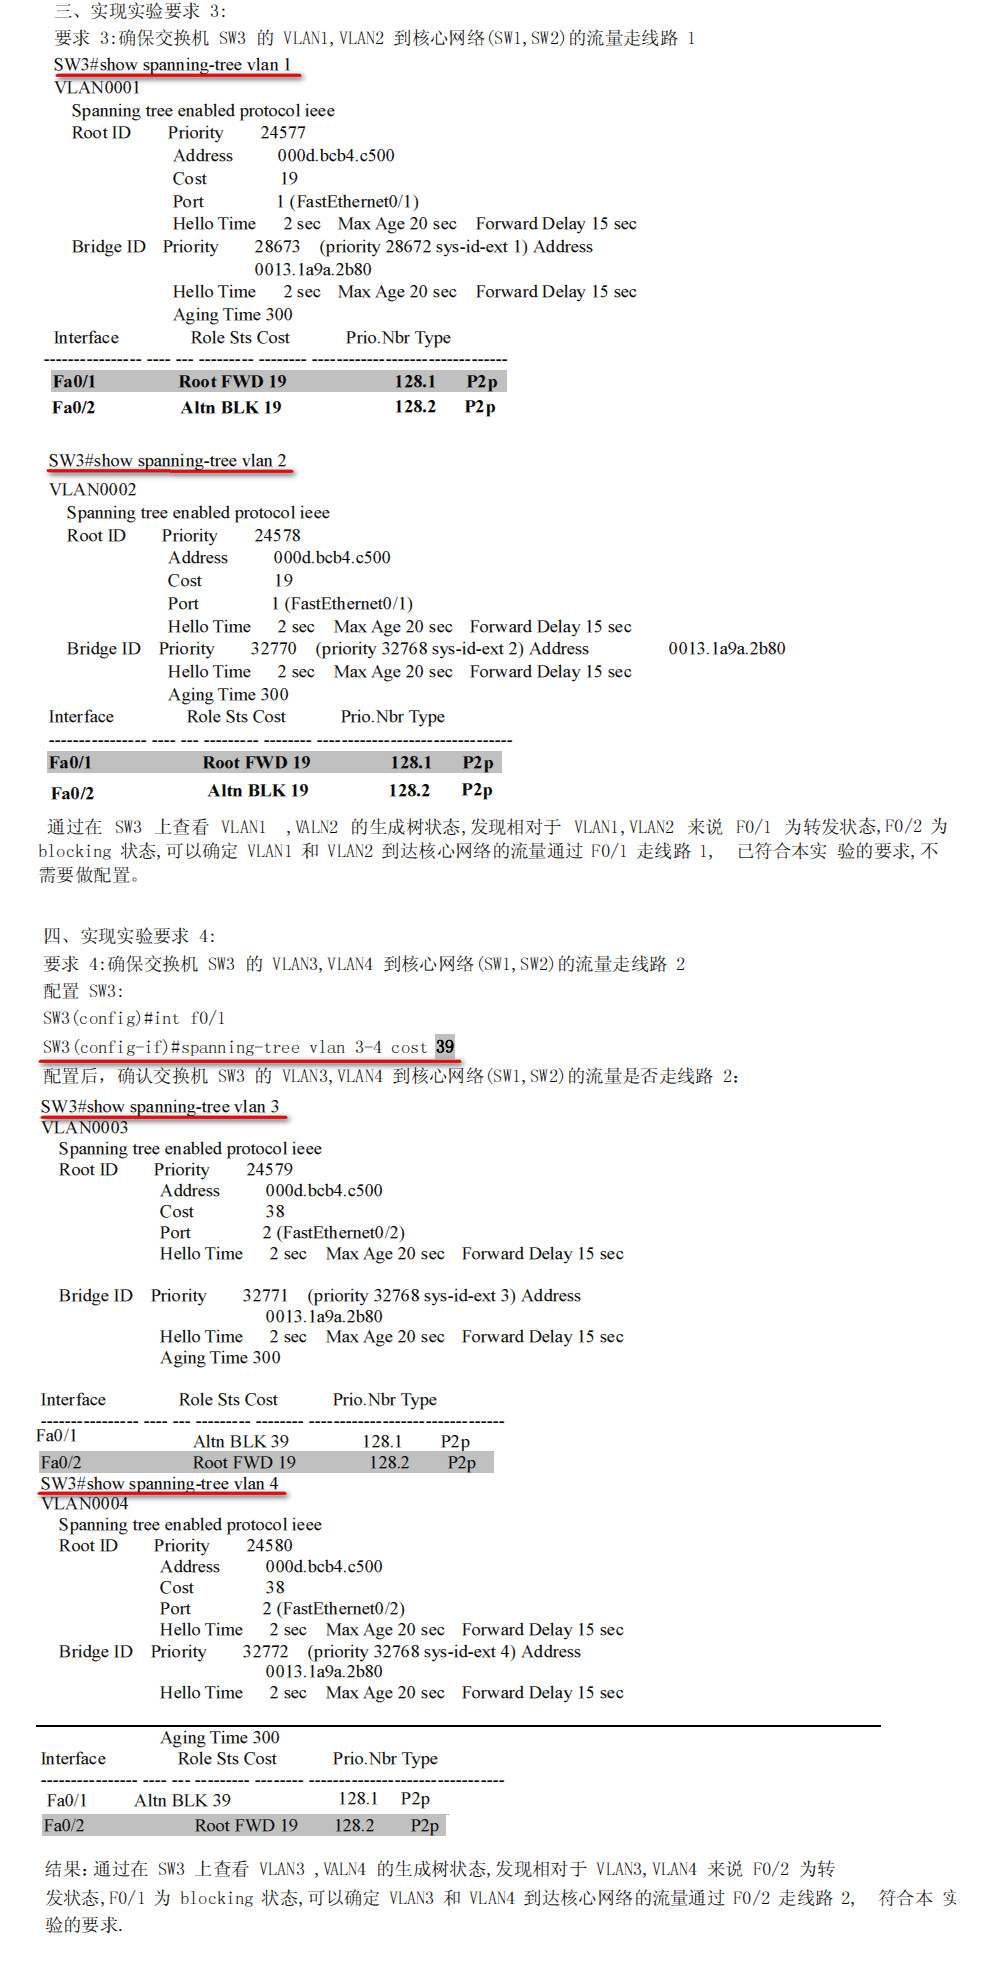 三、实现实验要求 3:
要求 3:确保交换机 SW3 的 VLAN1,VLAN2 到核心网络(SW1,SW2)的流量走线路 1
SW3#show spanning-tree vlan 1
VLAN0001
Spanning tree enabled protocol ieee
Root ID Priority 24577
Address 000d.bcb4.c500
Cost 19
Port 1 (FastEthernet0/1)
Hello Time 2 sec Max Age 20 sec Forward Delay 15 sec
Bridge ID Priority 28673 (priority 28672 sys-id-ext 1) Address
0013.1a9a.2b80
Hello Time 2 sec Max Age 20 sec Forward Delay 15 sec
Aging Time 300
Interface Role Sts Cost Prio.Nbr Type
---------------- ---- --- --------- -------- ---------------------------------
Fa0/1 Root FWD 19 128.1 P2p
Fa0/2 Altn BLK 19 128.2 P2p
SW3#show spanning-tree vlan 2
VLAN0002
Spanning tree enabled protocol ieee
Root ID Priority 24578
Address 000d.bcb4.c500
Cost 19
Port 1 (FastEthernet0/1)
Hello Time 2 sec Max Age 20 sec Forward Delay 15 sec
Bridge ID Priority 32770 (priority 32768 sys-id-ext 2) Address 0013.1a9a.2b80
Hello Time 2 sec Max Age 20 sec Forward Delay 15 sec
Aging Time 300
Interface Role Sts Cost Prio.Nbr Type
---------------- ---- --- --------- -------- ---------------------------------
Fa0/1 Root FWD 19 128.1 P2p
Fa0/2 Altn BLK 19 128.2 P2p
通过在 SW3 上查看 VLAN1 ,VALN2 的生成树状态,发现相对于 VLAN1,VLAN2 来说 F0/1 为转发状态,F0/2 为
blocking 状态,可以确定 VLAN1 和 VLAN2 到达核心网络的流量通过 F0/1 走线路 1, 已符合本实 验的要求,不
需要做配置。
四、实现实验要求 4:
要求 4:确保交换机 SW3 的 VLAN3,VLAN4 到核心网络(SW1,SW2)的流量走线路 2
配置 SW3:
SW3(config)#int f0/1
SW3(config-if)#spanning-tree vlan 3-4 cost 39
配置后，确认交换机 SW3 的 VLAN3,VLAN4 到核心网络(SW1,SW2)的流量是否走线路 2：
SW3#show spanning-tree vlan 3
VLAN0003
Spanning tree enabled protocol ieee
Root ID Priority 24579
Address 000d.bcb4.c500
Cost 38
Port 2 (FastEthernet0/2)
Hello Time 2 sec Max Age 20 sec Forward Delay 15 sec
Bridge ID Priority 32771 (priority 32768 sys-id-ext 3) Address
0013.1a9a.2b80
Hello Time 2 sec Max Age 20 sec Forward Delay 15 sec
Aging Time 300
Interface Role Sts Cost Prio.Nbr Type
---------------- ---- --- --------- -------- ---------------------------------
Fa0/1 Altn BLK 39 128.1 P2p
Fa0/2 Root FWD 19 128.2 P2p
SW3#show spanning-tree vlan 4
VLAN0004
Spanning tree enabled protocol ieee
Root ID Priority 24580
Address 000d.bcb4.c500
Cost 38
Port 2 (FastEthernet0/2)
Hello Time 2 sec Max Age 20 sec Forward Delay 15 sec
Bridge ID Priority 32772 (priority 32768 sys-id-ext 4) Address
0013.1a9a.2b80
Hello Time 2 sec Max Age 20 sec Forward Delay 15 sec
Aging Time 300
Interface Role Sts Cost Prio.Nbr Type
---------------- ---- --- --------- -------- ---------------------------------
Fa0/1 Altn BLK 39 128.1 P2p
Fa0/2 Root FWD 19 128.2 P2p
结果：通过在 SW3 上查看 VLAN3 ,VALN4 的生成树状态,发现相对于 VLAN3,VLAN4 来说 F0/2 为转
发状态,F0/1 为 blocking 状态,可以确定 VLAN3 和 VLAN4 到达核心网络的流量通过 F0/2 走线路 2, 符合本 实
验的要求.